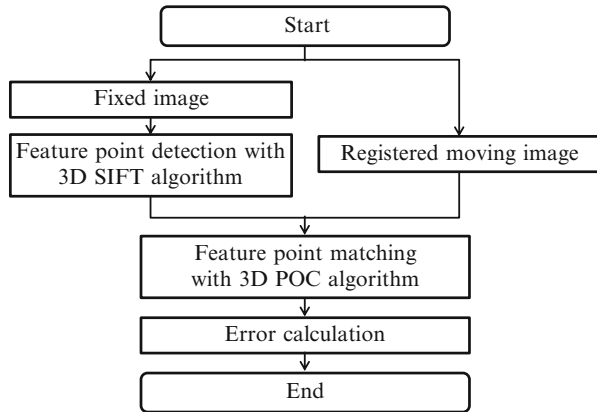 Start
Fixed image
Feature point detection with
3D SIFT algorithm
Registered moving image
Feature point matching
with 3D POC algorithm
Error calculation
End